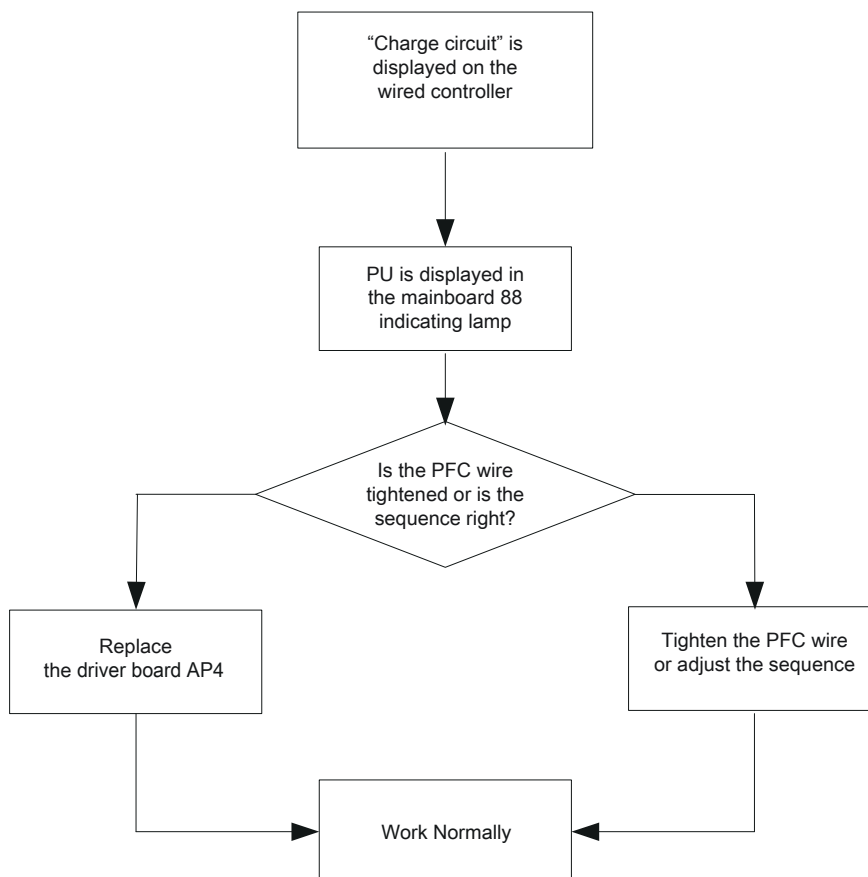 “Charge circuit” is
displayed on the
wired controller
PU is displayed in
the mainboard 88
indicating lamp
Is the PFC wire
tightened or is the
sequence right?
Replace
the driver board AP4
Tighten the PFC wire
or adjust the sequence
Work Normally